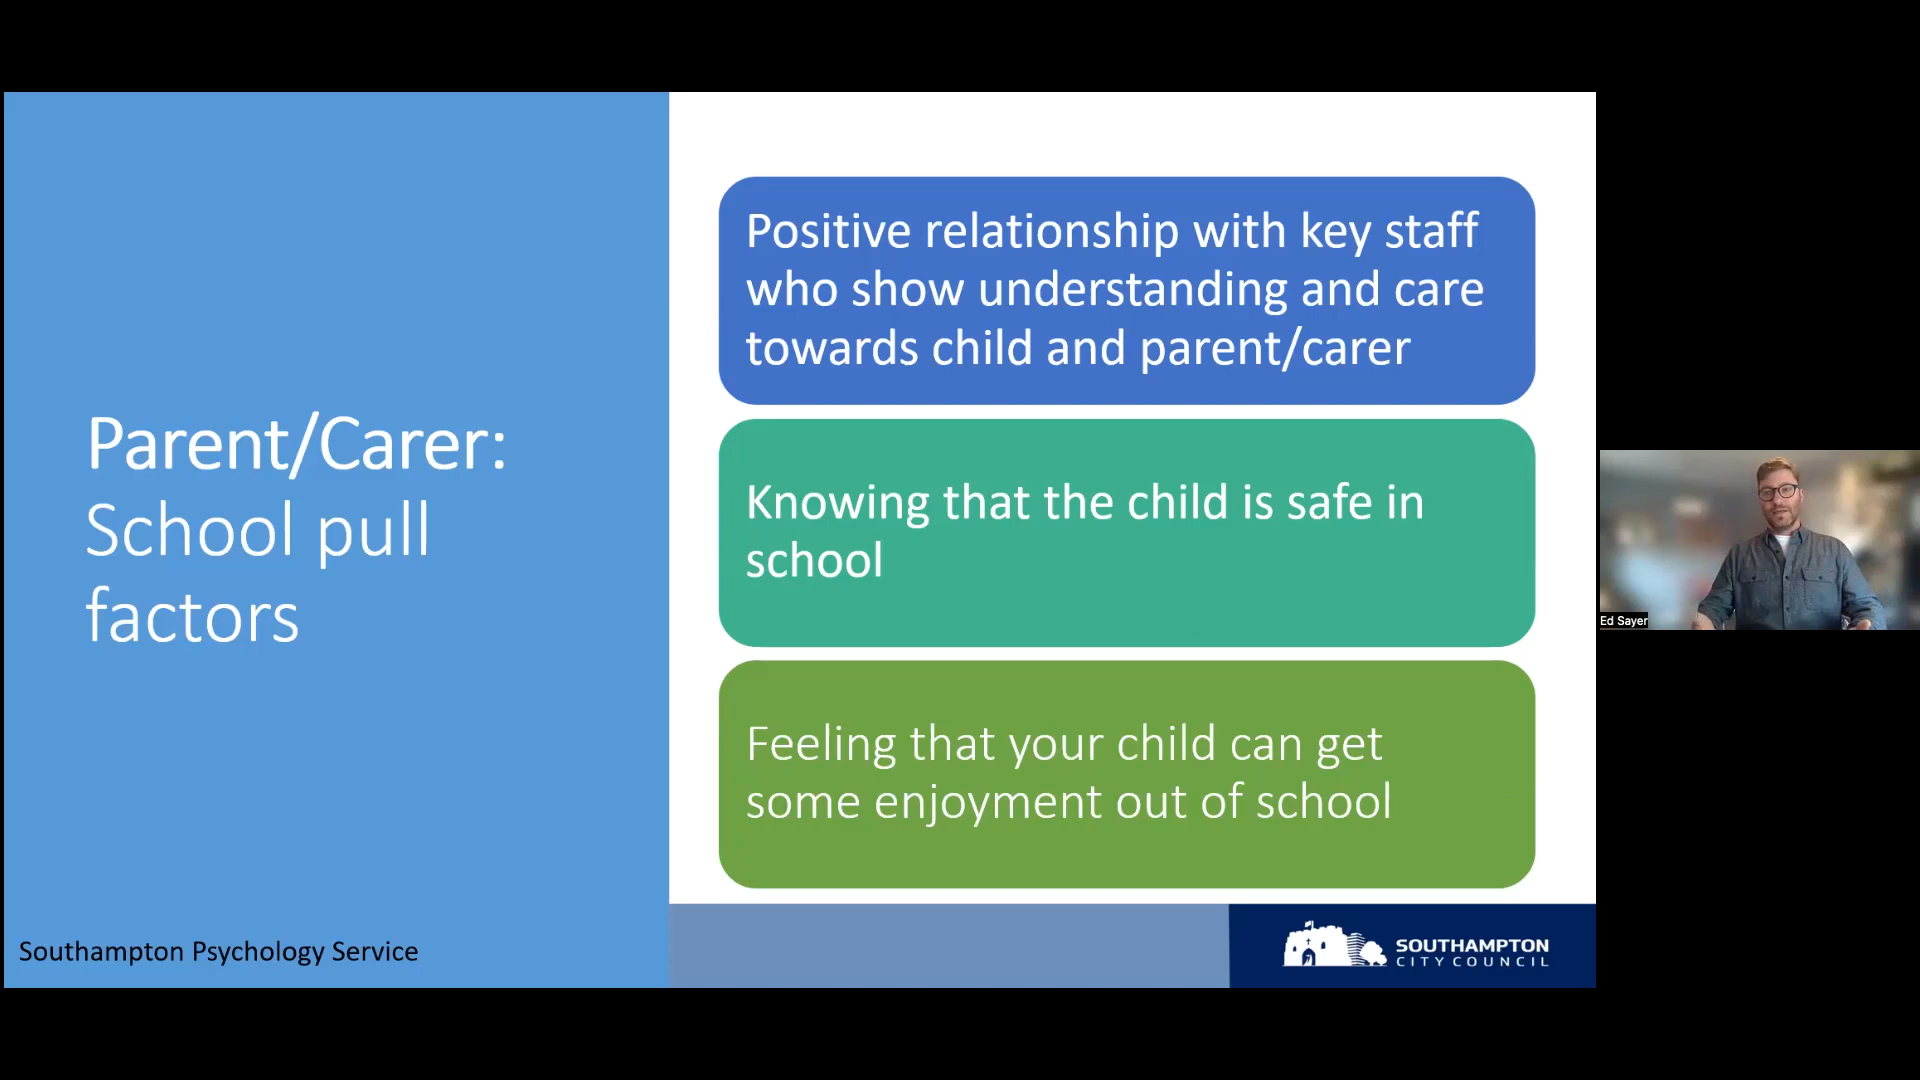 Parent/Carer:
School pull
factors
Positive relationship with key staff
who show understanding and care
towards child and parent/carer
Knowing that the child is safe in
school
Feeling that your child can get
some enjoyment out of school
Southampton Psychology Service
SOUTHAMPTON
CITY COUNCIL
Ed Sayer